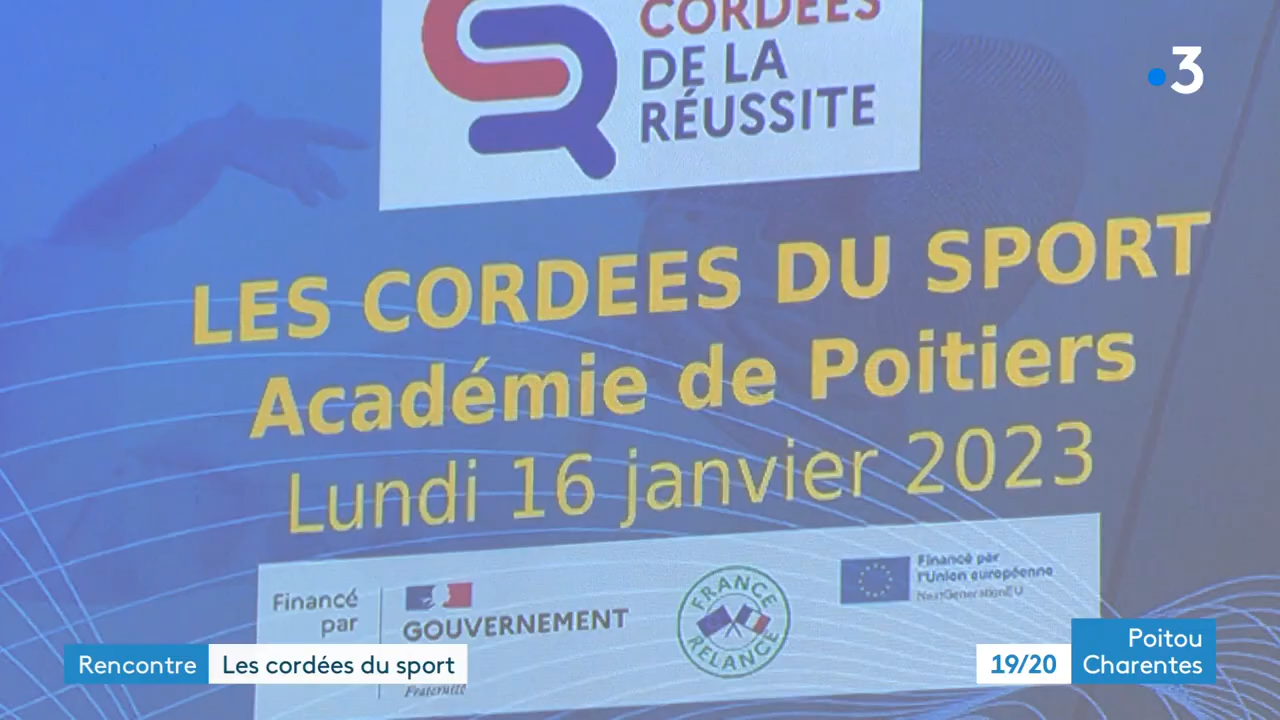 CORDÉES
DE LA
RÉUSSITE
3
LES CORDEES DU SPORT
Académie de Poitiers
Lundi 16 janvier 2023
Financé
par
GOUVERNEMENT
Fraternité
FRANCE
RELANCE
Financé par
l'Union européenne
NextGenerationEU
Rencontre
Les cordées du sport
19/20
Poitou
Charentes